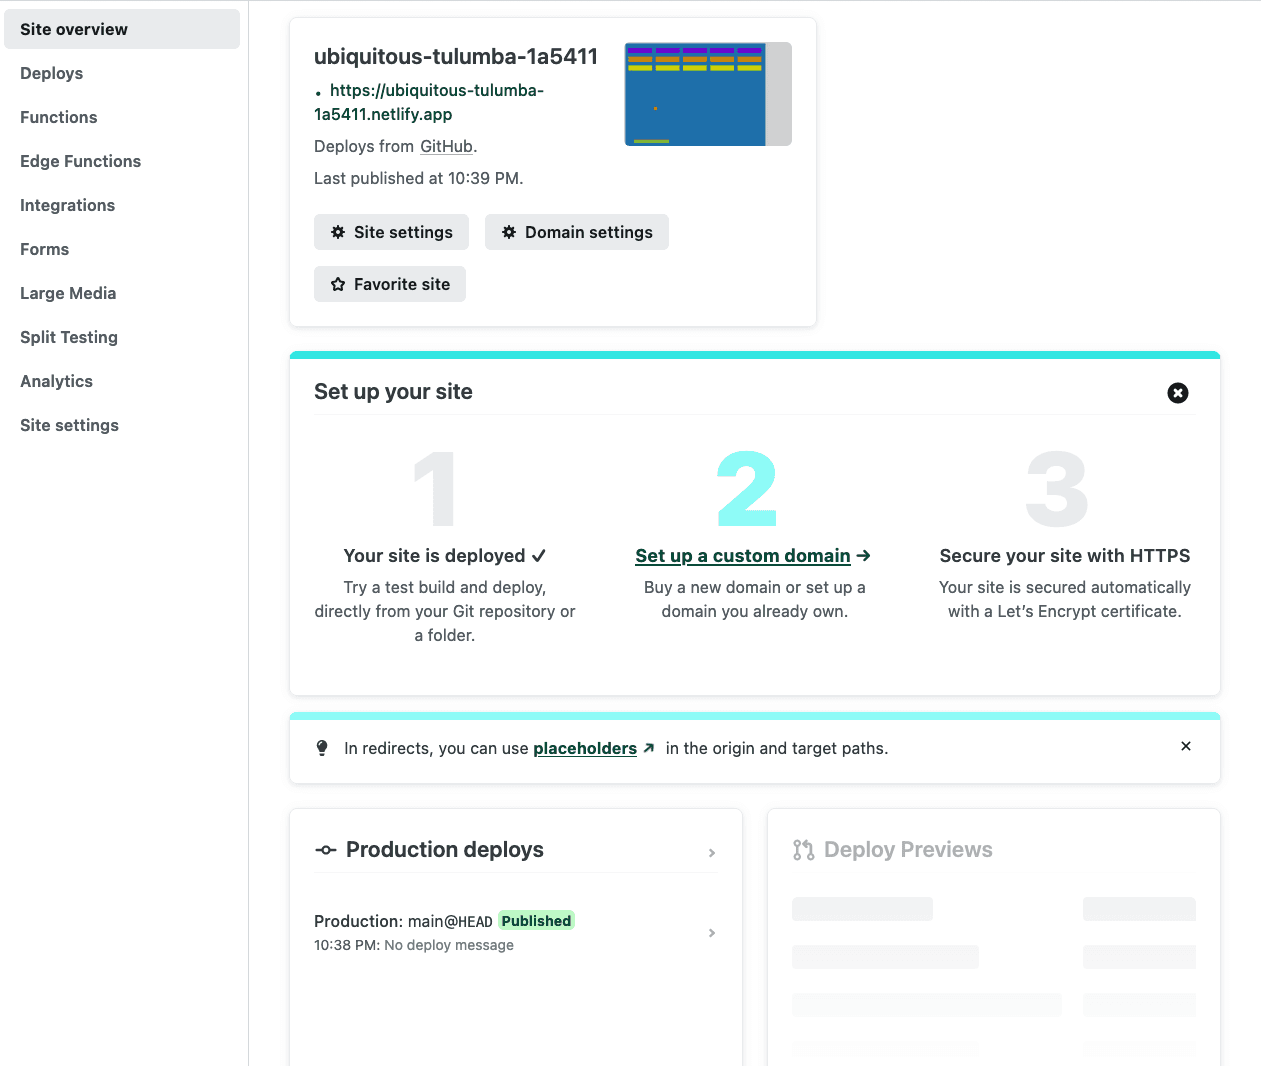 Site overview
Deploys
Functions
Edge Functions
Integrations
Forms
Large Media
Split Testing
Analytics
Site settings
ubiquitous-tulumba-1a5411
https://ubiquitous-tulumba-
1a5411.netlify.app
Deploys from GitHub.
Last published at 10:39 PM.
Site settings
Domain settings
Favorite site
Set up your site
1
Your site is deployed ✓
Try a test build and deploy,
directly from your Git repository or
a folder.
2
Set up a custom domain →
Buy a new domain or set up a
domain you already own.
3
Secure your site with HTTPS
Your site is secured automatically
with a Let’s Encrypt certificate.
In redirects, you can use placeholders ↗ in the origin and target paths.
Production deploys
Production: main@HEAD Published
10:38 PM: No deploy message
Deploy Previews